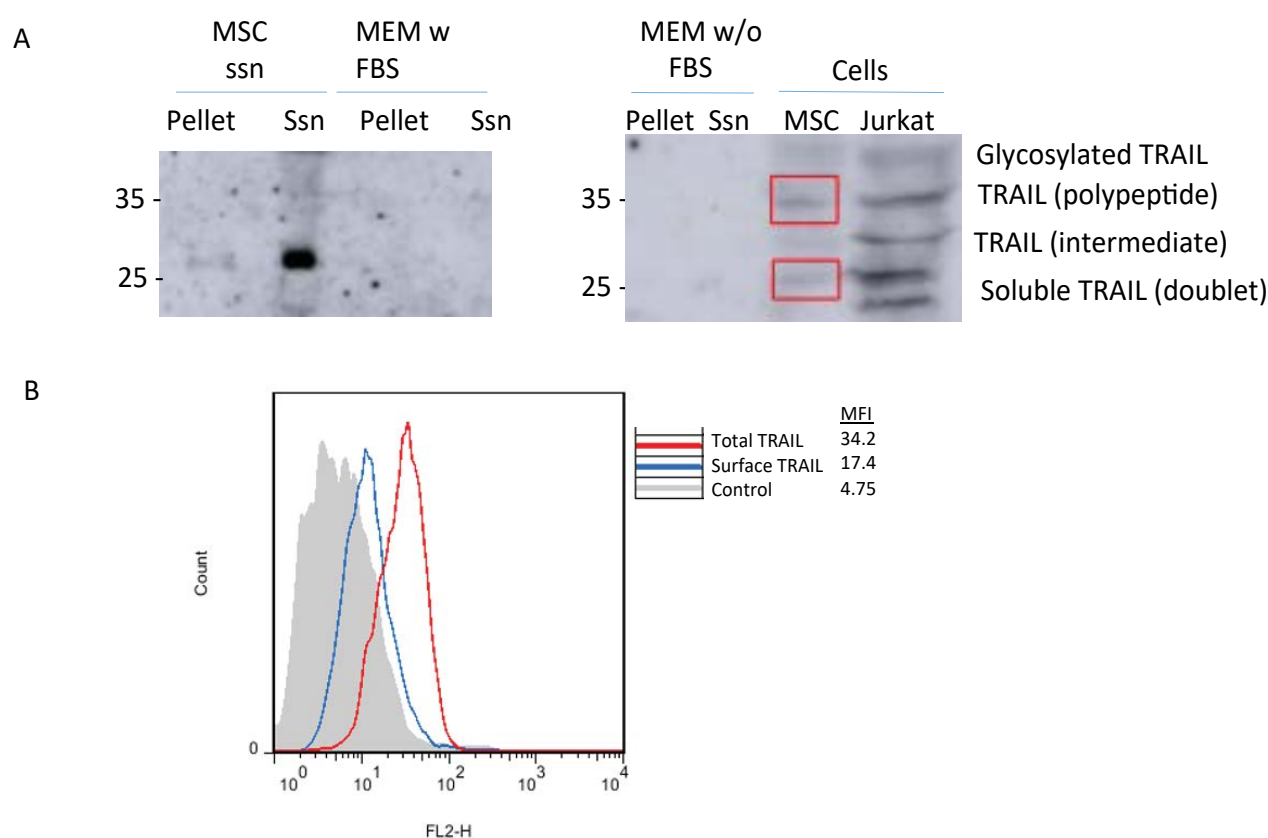 A
MSC
ssn
MEM w
FBS
MEM w/o
FBS
Cells
Pellet Ssn Pellet Ssn
Pellet Ssn MSC Jurkat
35 -
25 -
35 -
25 -
Glycosylated TRAIL
TRAIL (polypeptide)
TRAIL (intermediate)
Soluble TRAIL (doublet)
B
MFI
Total TRAIL 34.2
Surface TRAIL 17.4
Control 4.75
Count
0
10^0 10^1 10^2 10^3 10^4
FL2-H